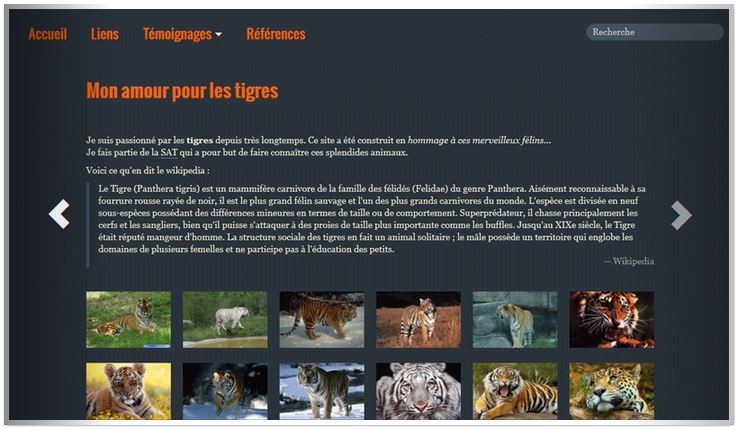 Accueil Liens Témoignages Références Recherche
Mon amour pour les tigres
Je suis passionné par les tigres depuis très longtemps. Ce site a été construit en hommage à ces merveilleux félins...
Je fais partie de la SAT qui a pour but de faire connaître ces splendides animaux.
Voici ce qu'en dit le wikipedia :
Le Tigre (Panthera tigris) est un mammifère carnivore de la famille des félidés (Felidae) du genre Panthera. Aisément reconnaissable à sa
fourrure rousse rayée de noir, il est le plus grand félin sauvage et l'un des plus grands carnivores du monde. L'espèce est divisée en neuf
sous-espèces possédant des différences mineures en termes de taille ou de comportement. Superprédateur, il chasse principalement les
cerfs et les sangliers, bien qu'il puisse s'attaquer à des proies de taille plus importante comme les buffles. Jusqu'au XIXe siècle, le Tigre
était réputé mangeur d'homme. La structure sociale des tigres en fait un animal solitaire ; le mâle possède un territoire qui englobe les
domaines de plusieurs femelles et ne participe pas à l'éducation des petits.
— Wikipedia